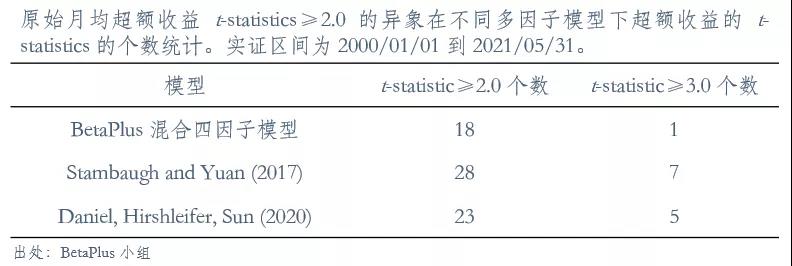 原始月均超额收益 t-statistics≥2.0 的异象在不同多因子模型下超额收益的 t-
statistics 的个数统计。实证区间为 2000/01/01 到 2021/05/31。
模型 t-statistic≥2.0 个数 t-statistic≥3.0 个数
BetaPlus 混合四因子模型 18 1
Stambaugh and Yuan (2017) 28 7
Daniel, Hirshleifer, Sun (2020) 23 5
出处：BetaPlus 小组